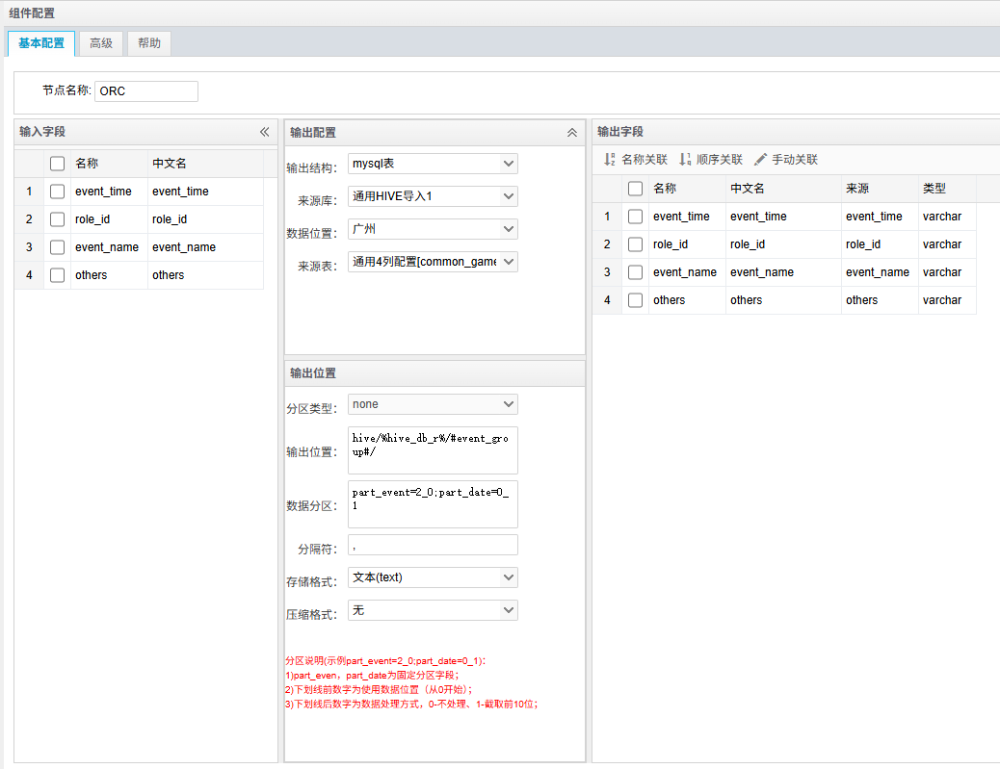 组件配置
基本配置 高级 帮助
节点名称: ORC
输入字段
名称 中文名
1 event_time event_time
2 role_id role_id
3 event_name event_name
4 others others
输出配置
输出结构: mysql表
来源库: 通用HIVE导入1
数据位置: 广州
来源表: 通用4列配置[common_game
输出位置
分区类型: none
输出位置: hive/%hive_db_r%/#event_gro
up#/
数据分区: part_event=2_0;part_date=0_
1
分隔符: ,
存储格式: 文本(text)
压缩格式: 无
分区说明(示例part_event=2_0;part_date=0_1):
1)part_even，part_date为固定分区字段；
2)下划线前数字为使用数据位置（从0开始）；
3)下划线后数字为数据处理方式，0-不处理、1-截取前10位；
输出字段
名称关联 顺序关联 手动关联
名称 中文名 来源 类型
1 event_time event_time event_time varchar
2 role_id role_id role_id varchar
3 event_name event_name event_name varchar
4 others others others varchar